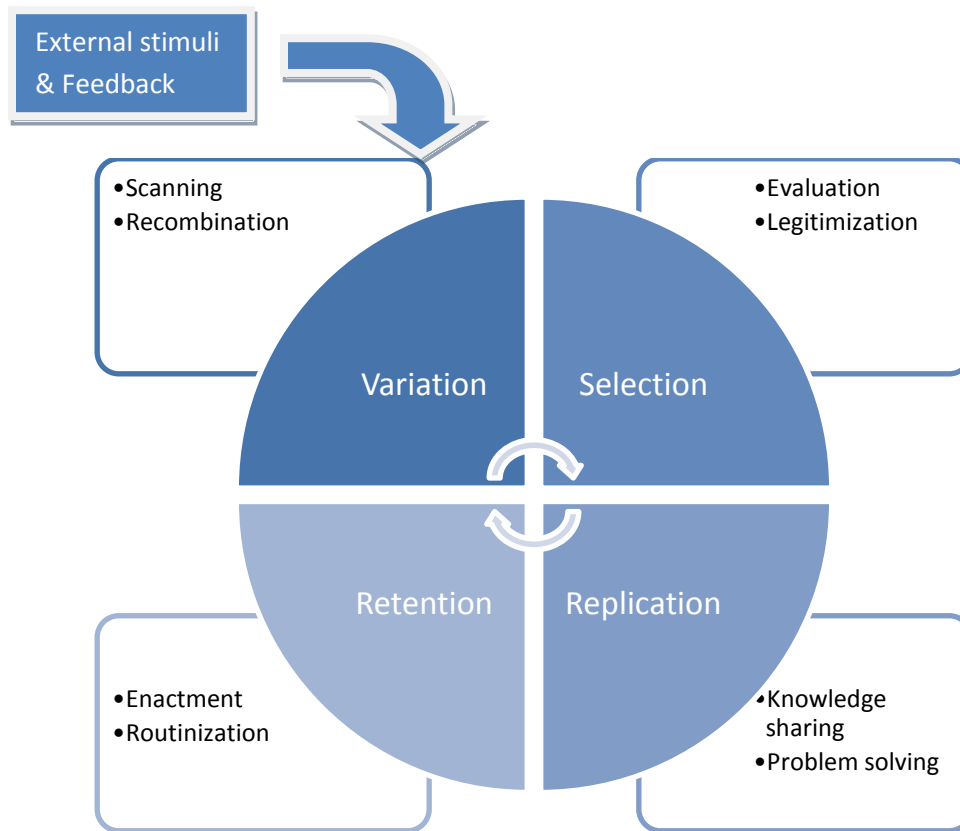 External stimuli
& Feedback
•Scanning
•Recombination
•Evaluation
•Legitimization
Variation
Selection
Retention
Replication
•Enactment
•Routinization
•Knowledge
sharing
•Problem solving